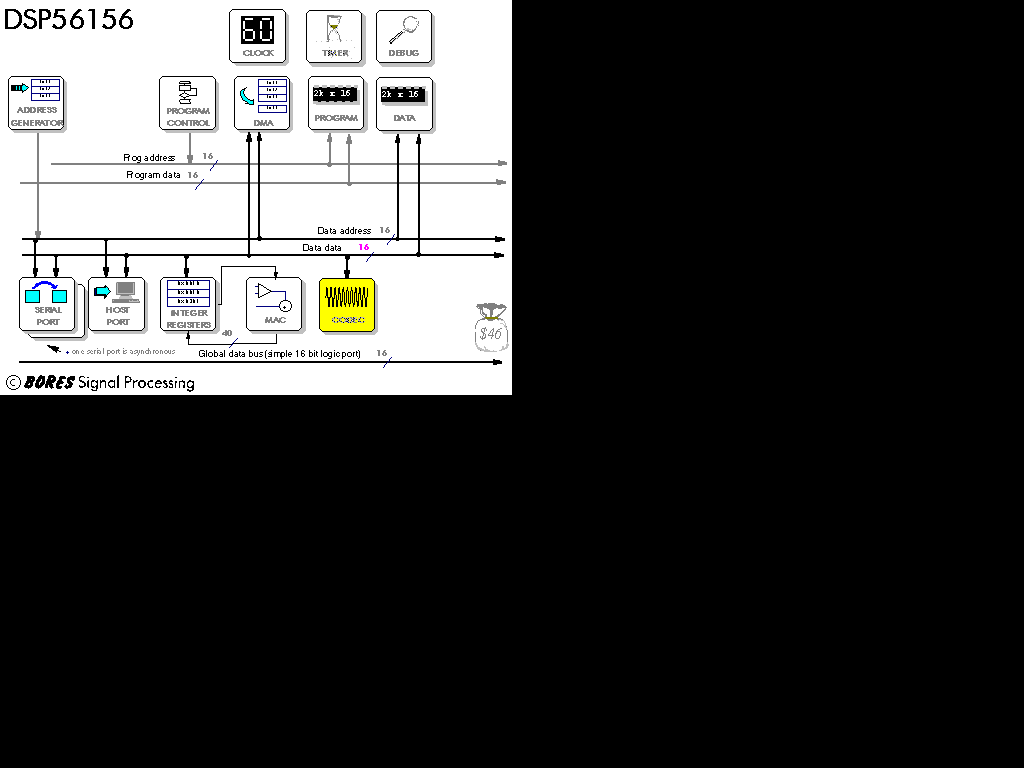 DSP56156
60
CLOCK
TIMER
DEBUG
ADDRESS
GENERATOR
PROGRAM
CONTROL
DMA
2k x 16
PROGRAM
2k x 16
DATA
Prog address 16
Program data 16
Data address 16
Data data 16
SERIAL
PORT
HOST
PORT
INTEGER
REGISTERS
MAC
CODEC
40
$46
* one serial port is asynchronous
Global data bus (simple 16 bit logic port) 16
© BORES Signal Processing